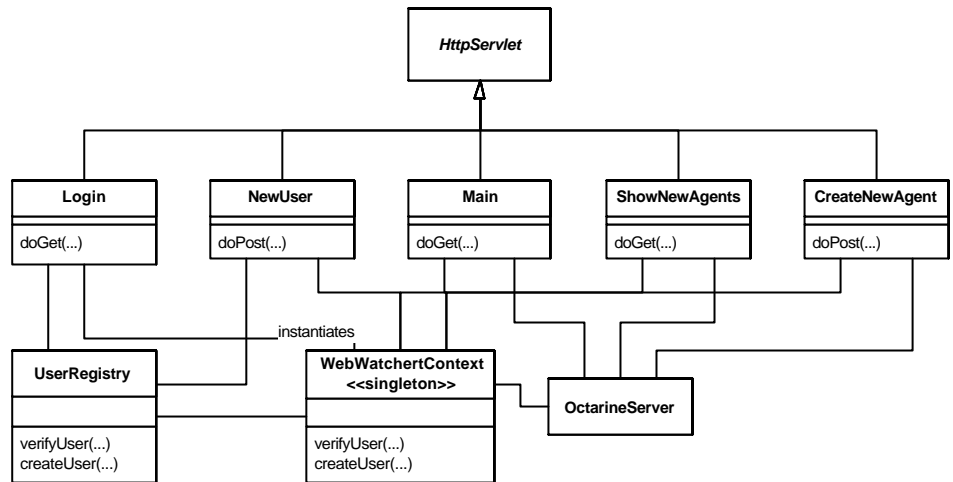 HttpServlet
Login
NewUser
Main
ShowNewAgents
CreateNewAgent
doGet(...)
doPost(...)
doGet(...)
doGet(...)
doPost(...)
instantiates
UserRegistry
WebWatchertContext
<<singleton>>
OctarineServer
verifyUser(...)
createUser(...)
verifyUser(...)
createUser(...)